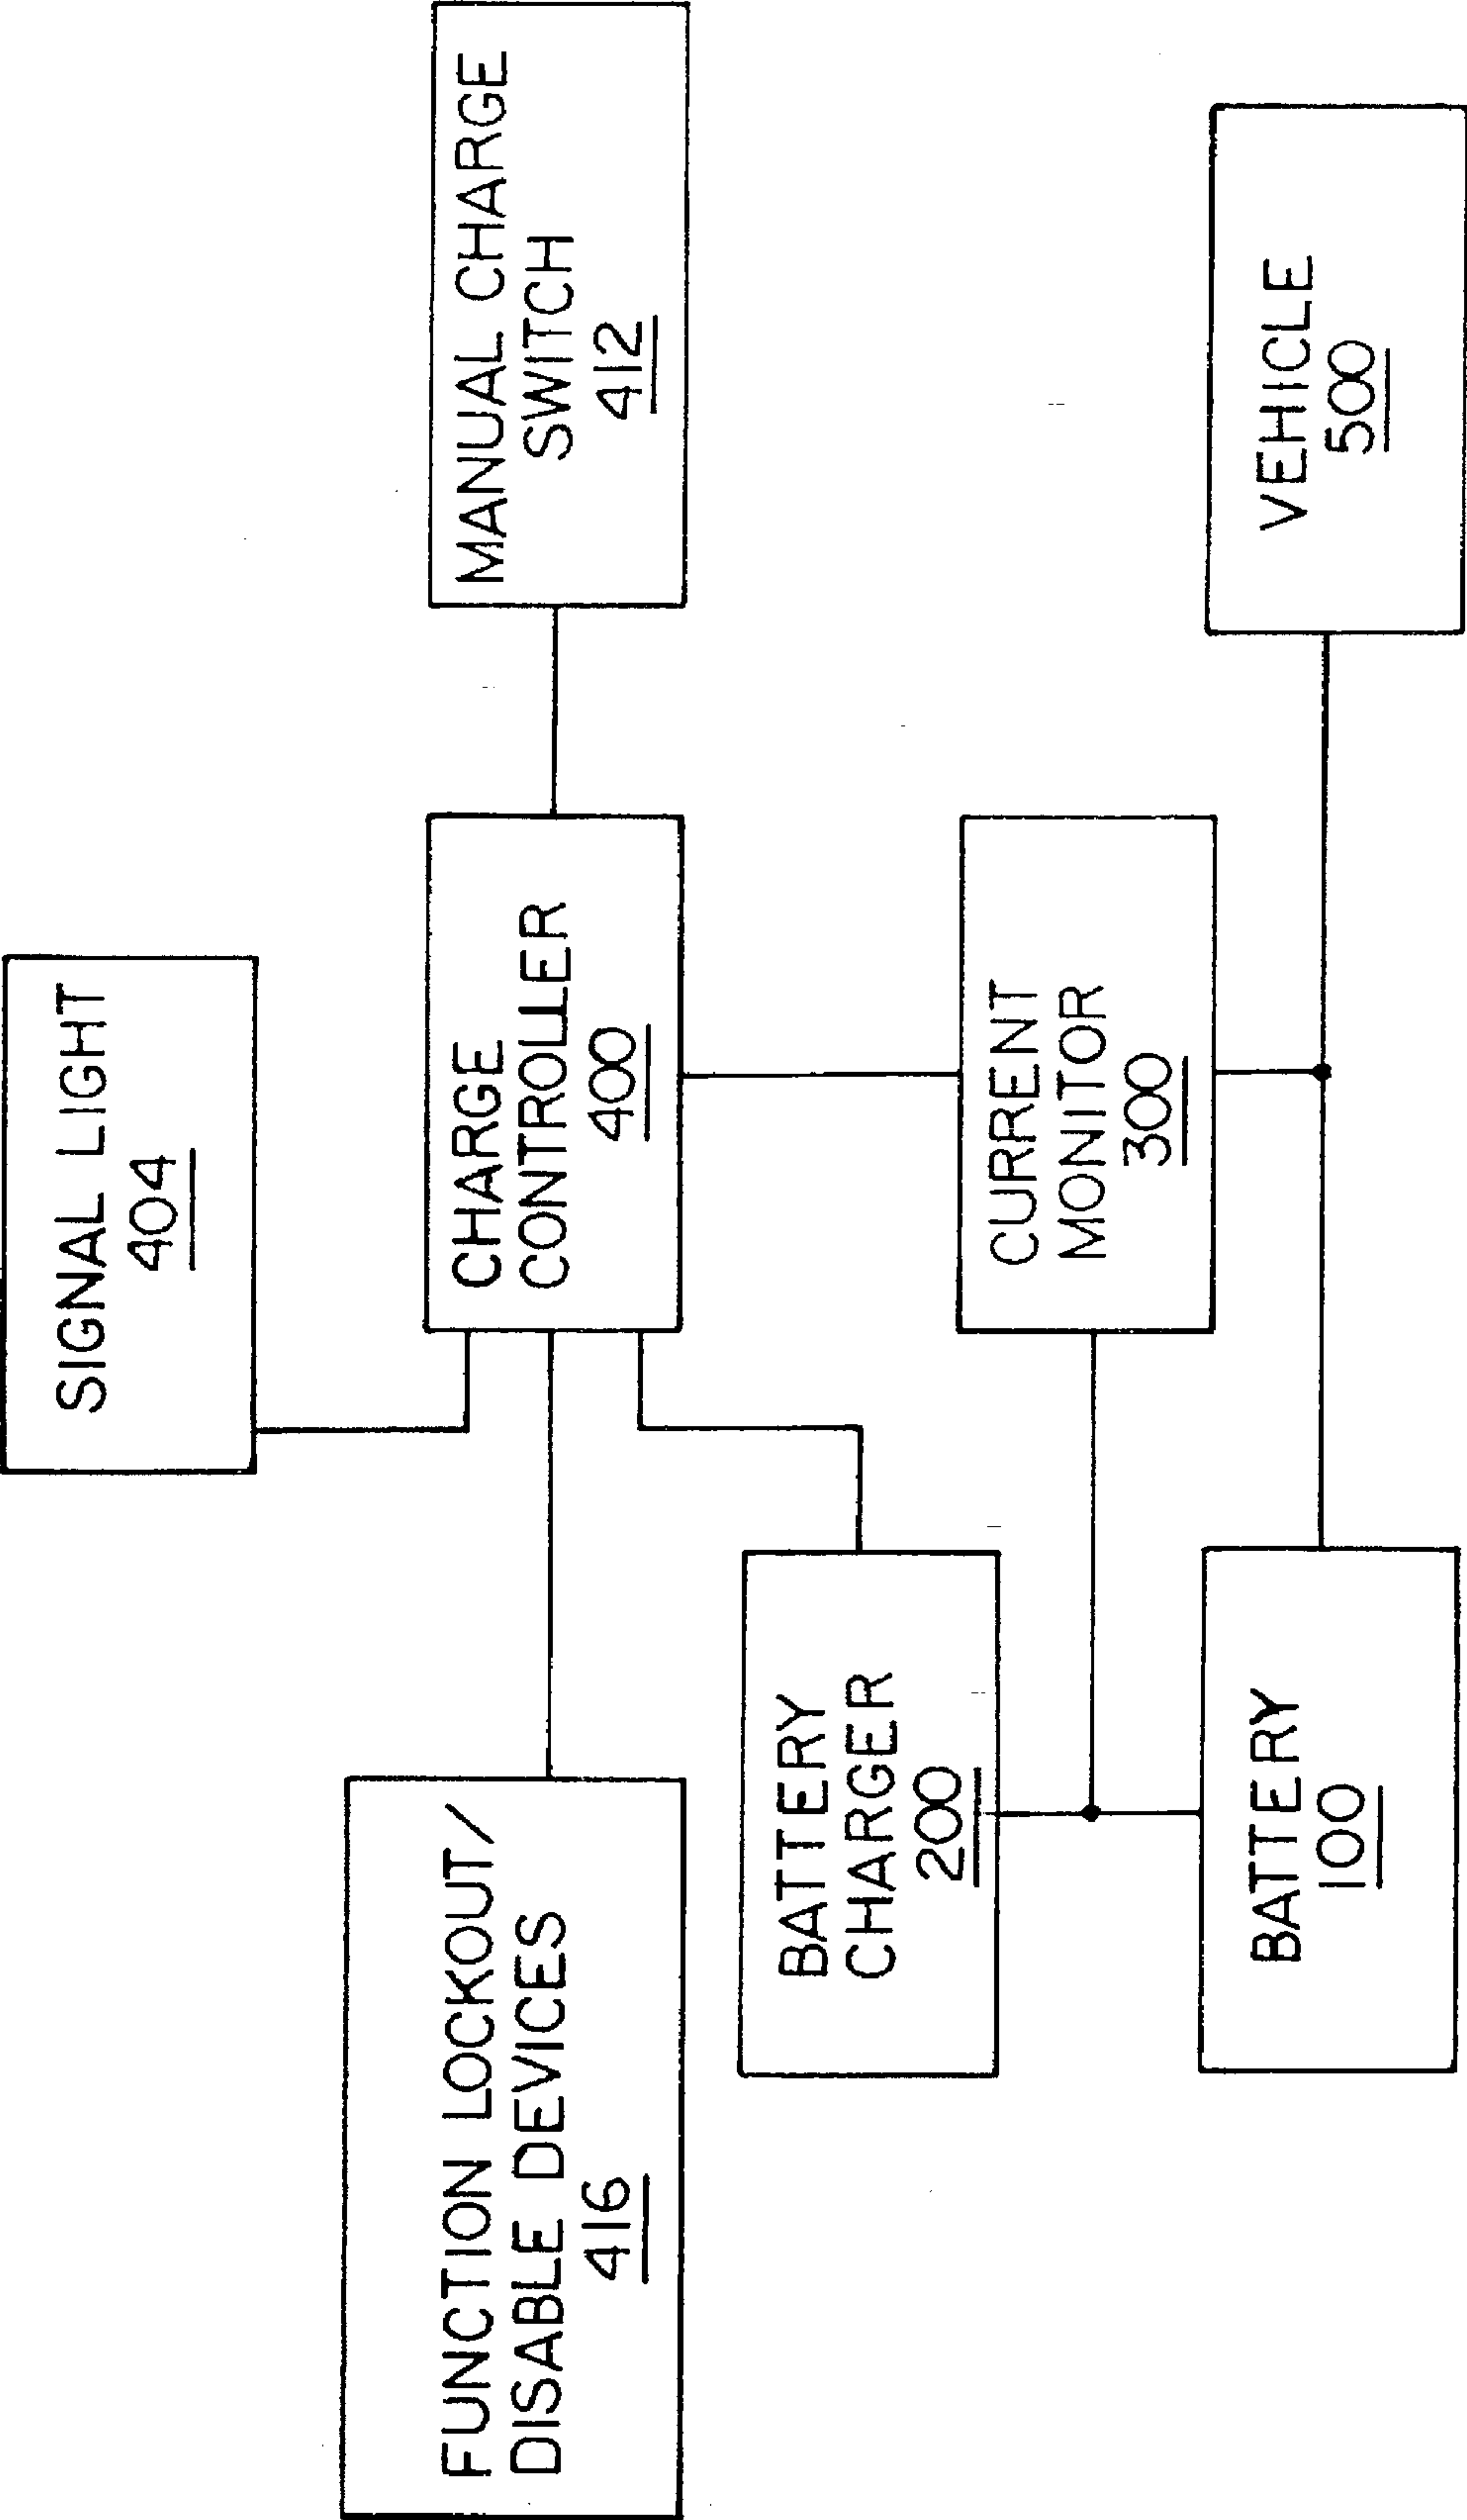 SIGNAL LIGHT
404
FUNCTION LOCKOUT/
DISABLE DEVICES
416
CHARGE
CONTROLLER
400
MANUAL CHARGE
SWITCH
412
BATTERY
CHARGER
200
CURRENT
MONITOR
300
BATTERY
100
VEHICLE
500